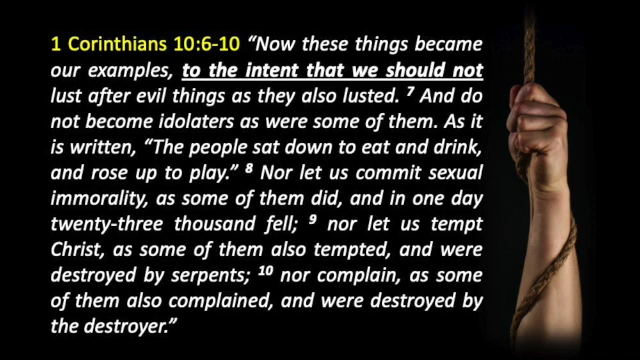 1 Corinthians 10:6-10 “Now these things became
our examples, to the intent that we should not
lust after evil things as they also lusted. 7 And do
not become idolaters as were some of them. As it
is written, “The people sat down to eat and drink,
and rose up to play.” 8 Nor let us commit sexual
immorality, as some of them did, and in one day
twenty-three thousand fell; 9 nor let us tempt
Christ, as some of them also tempted, and were
destroyed by serpents; 10 nor complain, as some
of them also complained, and were destroyed by
the destroyer.”